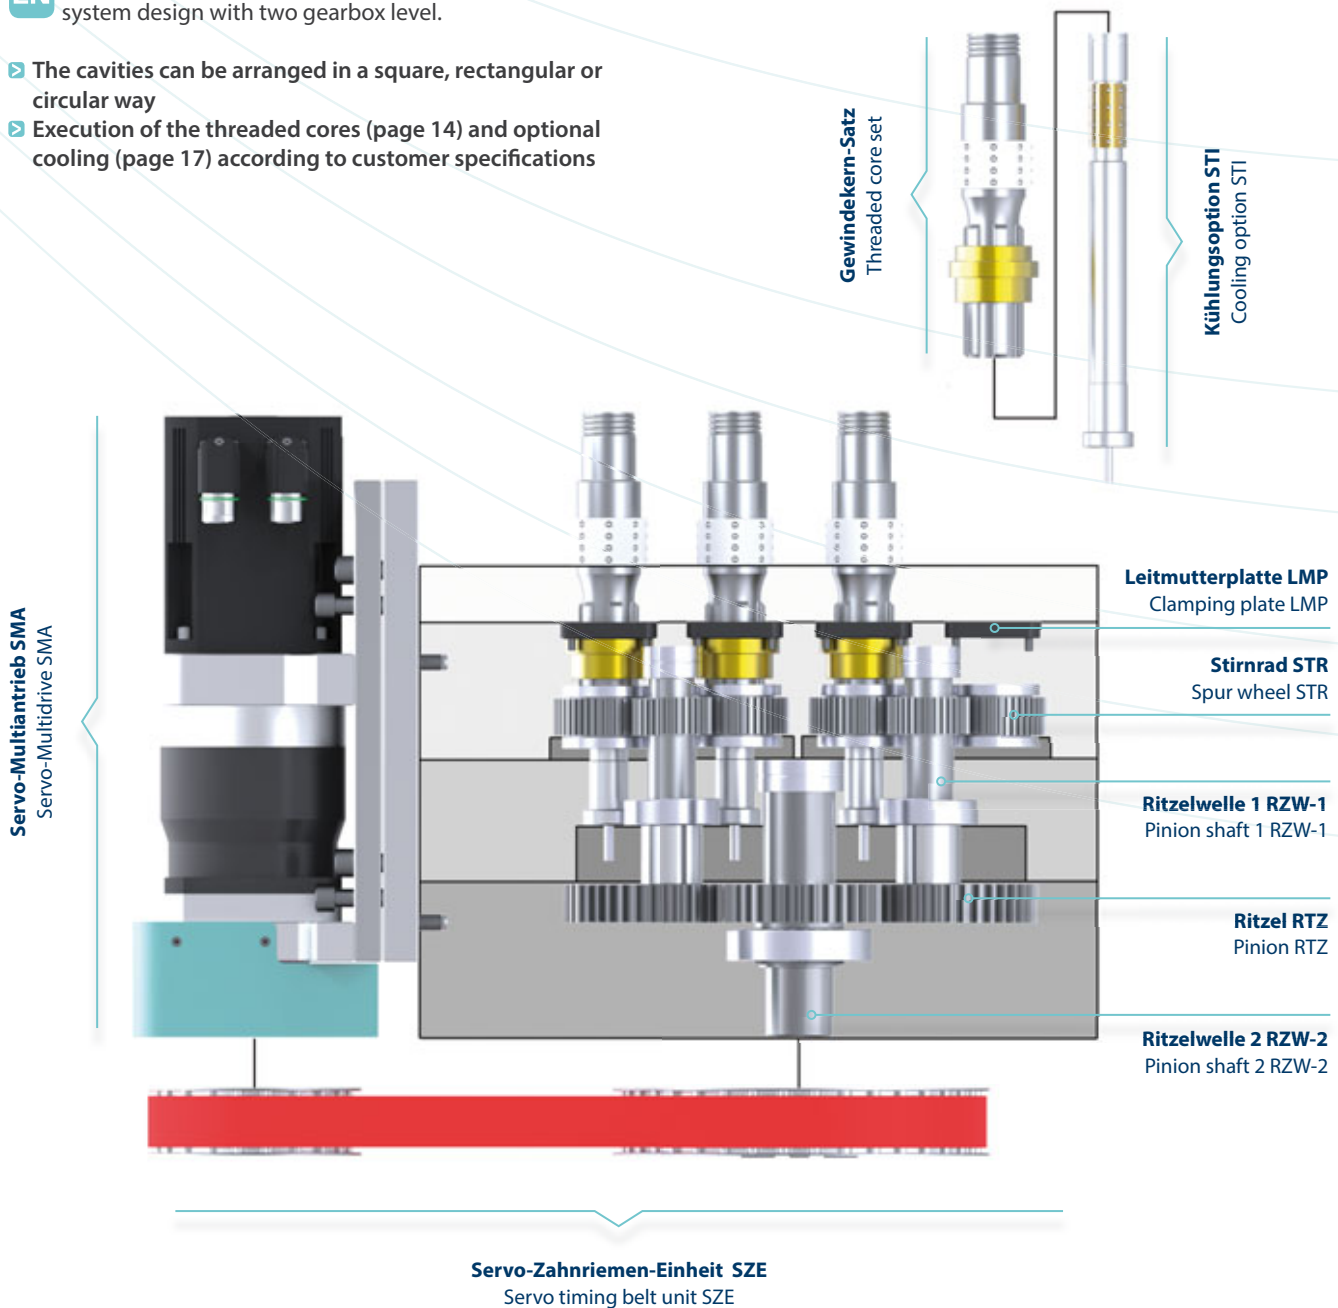 EN
system design with two gearbox level.
The cavities can be arranged in a square, rectangular or
circular way
Execution of the threaded cores (page 14) and optional
cooling (page 17) according to customer specifications
Gewindekern-Satz
Threaded core set
Kühlungsoption STI
Cooling option STI
Servo-Multiantrieb SMA
Servo-Multidrive SMA
Leitmutterplatte LMP
Clamping plate LMP
Stirnrad STR
Spur wheel STR
Ritzelwelle 1 RZW-1
Pinion shaft 1 RZW-1
Ritzel RTZ
Pinion RTZ
Ritzelwelle 2 RZW-2
Pinion shaft 2 RZW-2
Servo-Zahnriemen-Einheit SZE
Servo timing belt unit SZE